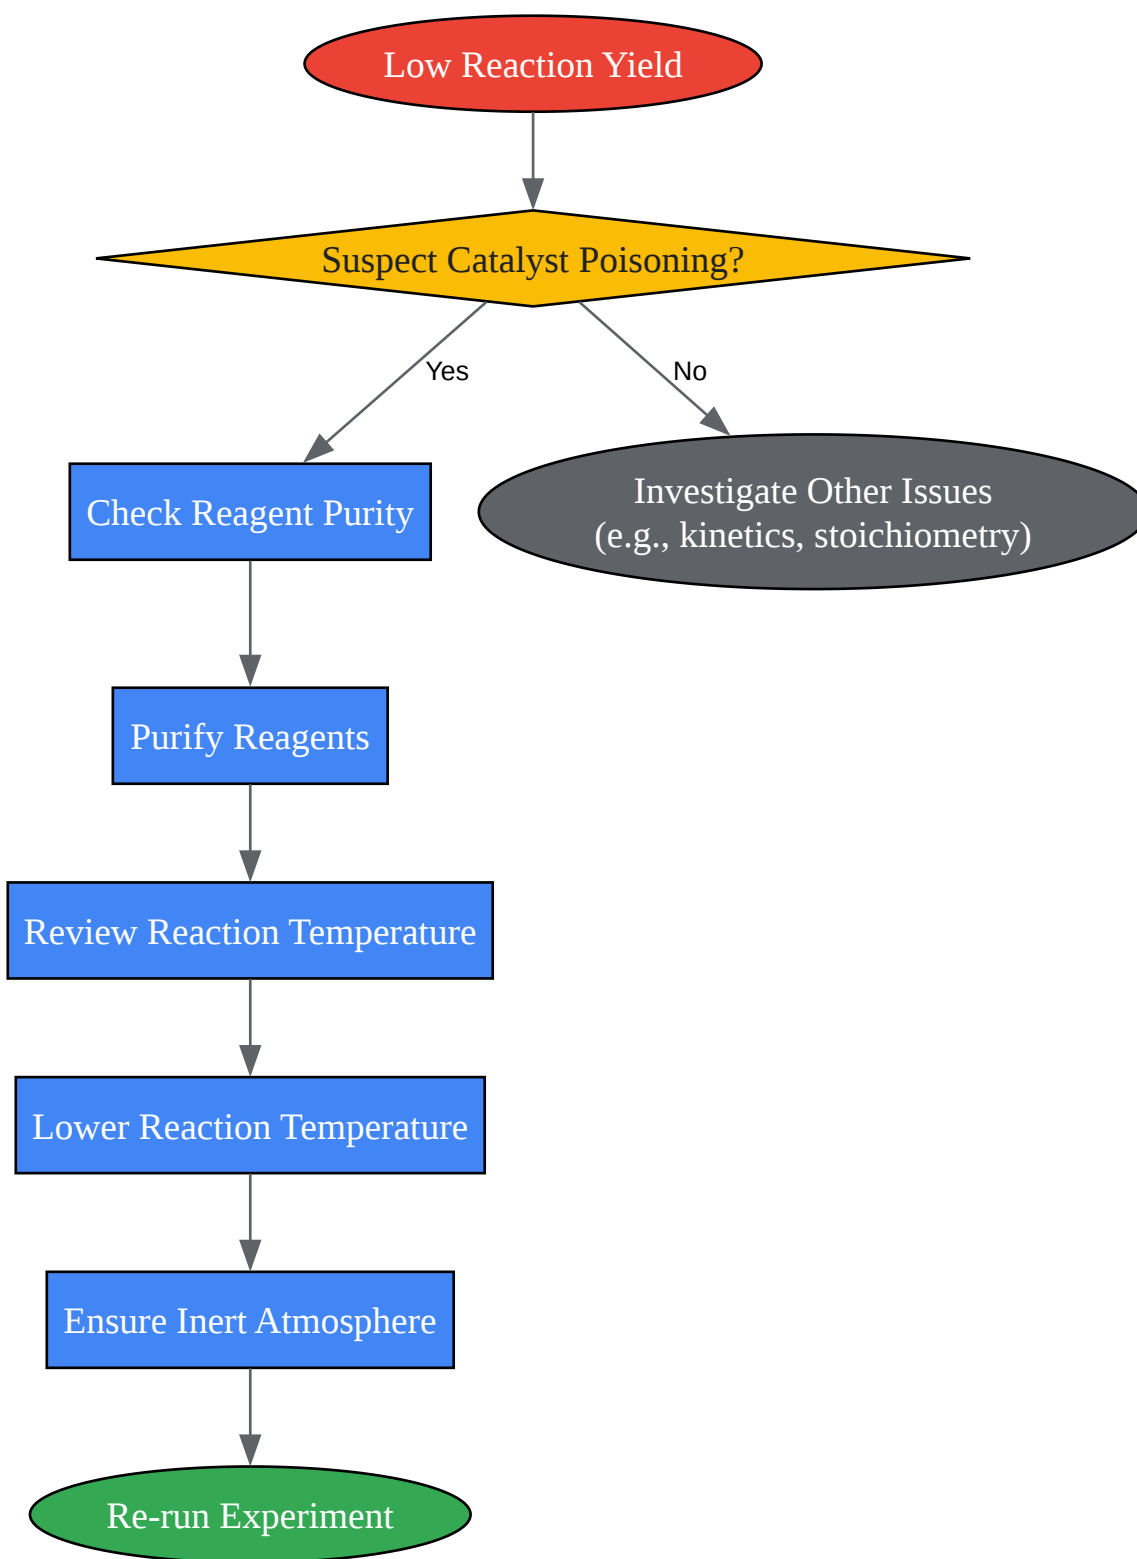 Low Reaction Yield
Suspect Catalyst Poisoning?
Yes
No
Check Reagent Purity
Investigate Other Issues
(e.g., kinetics, stoichiometry)
Purify Reagents
Review Reaction Temperature
Lower Reaction Temperature
Ensure Inert Atmosphere
Re-run Experiment